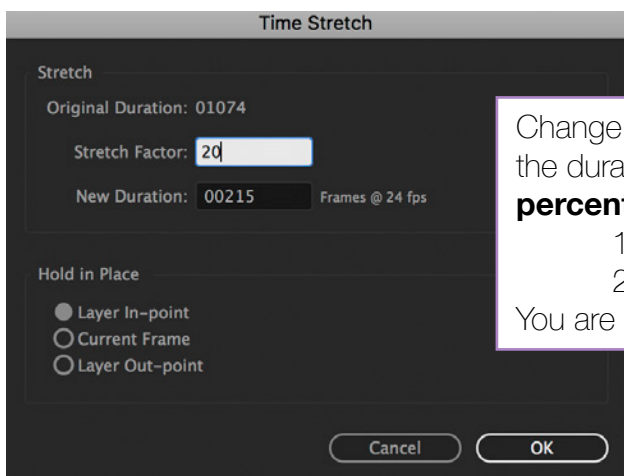 Time Stretch
Stretch
Original Duration: 01074
Stretch Factor: 20
New Duration: 00215 Frames @ 24 fps
Change
the dura
percent
1
2
You are
Hold in Place
Layer In-point
Current Frame
Layer Out-point
Cancel OK